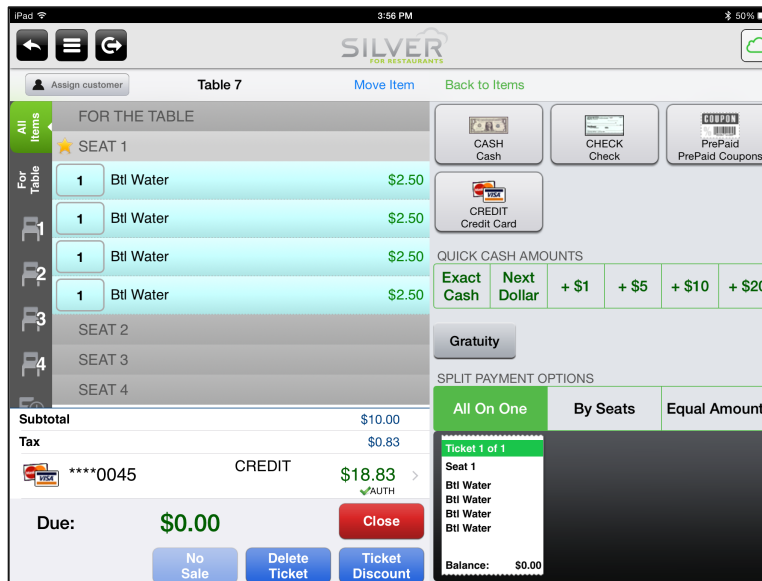 iPad
3:56 PM
50%
SILVER
FOR RESTAURANTS
Assign customer
Table 7
Move Item
Back to Items
All Items
For Table
1
2
3
4
FOR THE TABLE
SEAT 1
1 Btl Water $2.50
1 Btl Water $2.50
1 Btl Water $2.50
1 Btl Water $2.50
SEAT 2
SEAT 3
SEAT 4
Subtotal $10.00
Tax $0.83
VISA ****0045 CREDIT $18.83
AUTH
Due: $0.00 Close
No Sale
Delete Ticket
Ticket Discount
CASH
Cash
CHECK
Check
COUPON
PrePaid
PrePaid Coupons
VISA
CREDIT
Credit Card
QUICK CASH AMOUNTS
Exact Cash
Next Dollar
+ $1
+ $5
+ $10
+ $20
Gratuity
SPLIT PAYMENT OPTIONS
All On One
By Seats
Equal Amount
Ticket 1 of 1
Seat 1
Btl Water
Btl Water
Btl Water
Btl Water
Balance: $0.00